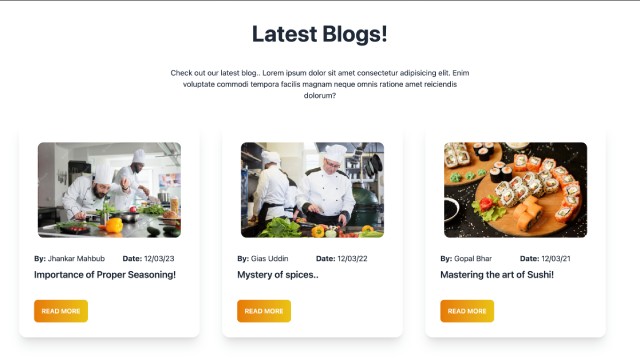 Latest Blogs!
Check out our latest blog.. Lorem ipsum dolor sit amet consectetur adipisicing elit. Enim
voluptate commodi tempora facilis magnam neque omnis ratione amet reiciendis
dolorum?
By: Jhankar Mahbub Date: 12/03/23
Importance of Proper Seasoning!
READ MORE
By: Gias Uddin Date: 12/03/22
Mystery of spices..
READ MORE
By: Gopal Bhar Date: 12/03/21
Mastering the art of Sushi!
READ MORE